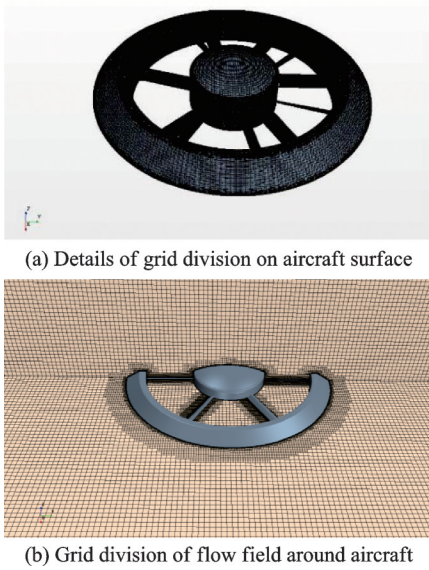 (a) Details of grid division on aircraft surface
(b) Grid division of flow field around aircraft